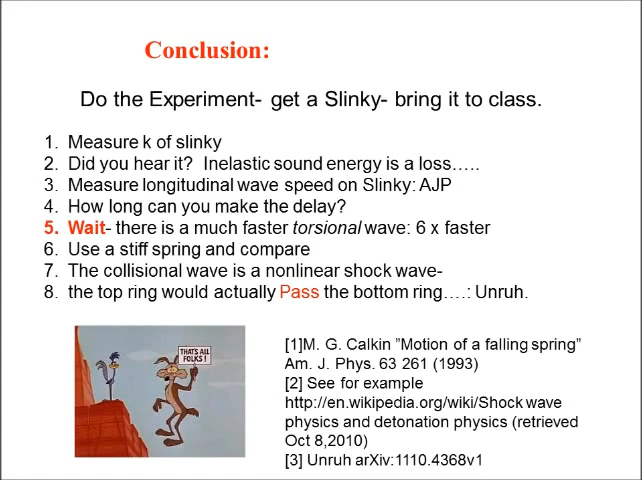 Conclusion:
Do the Experiment- get a Slinky- bring it to class.
1. Measure k of slinky
2. Did you hear it? Inelastic sound energy is a loss…..
3. Measure longitudinal wave speed on Slinky: AJP
4. How long can you make the delay?
5. Wait- there is a much faster torsional wave: 6 x faster
6. Use a stiff spring and compare
7. The collisional wave is a nonlinear shock wave-
8. the top ring would actually Pass the bottom ring….: Unruh.
THAT'S ALL
FOLKS!
[1]M. G. Calkin ”Motion of a falling spring”
Am. J. Phys. 63 261 (1993)
[2] See for example
http://en.wikipedia.org/wiki/Shock wave
physics and detonation physics (retrieved
Oct 8,2010)
[3] Unruh arXiv:1110.4368v1